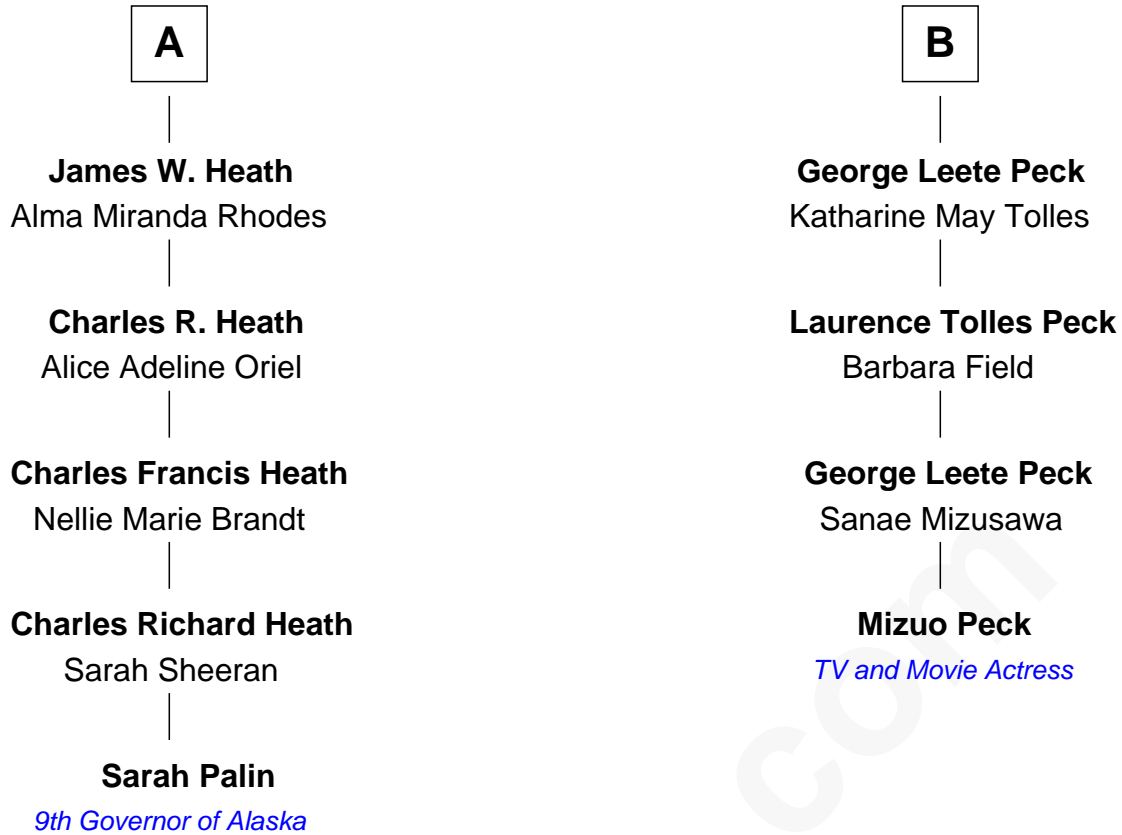 A
James W. Heath
Alma Miranda Rhodes
Charles R. Heath
Alice Adeline Oriel
Charles Francis Heath
Nellie Marie Brandt
Charles Richard Heath
Sarah Sheeran
Sarah Palin
9th Governor of Alaska
B
George Leete Peck
Katharine May Tolles
Laurence Tolles Peck
Barbara Field
George Leete Peck
Sanae Mizusawa
Mizuo Peck
TV and Movie Actress
com